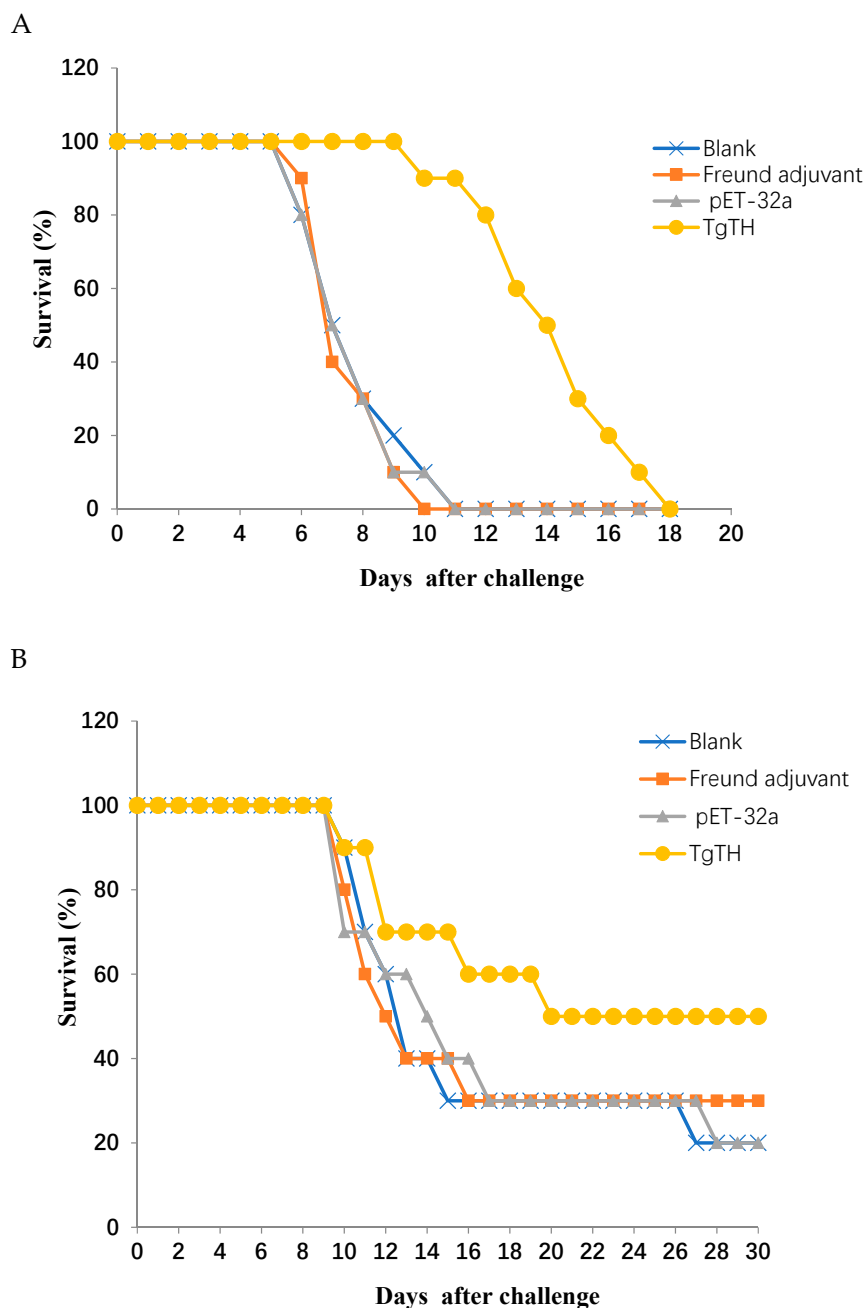 A
120
100
80
60
40
20
0
Survival (%)
0 2 4 6 8 10 12 14 16 18 20
Days after challenge
Blank
Freund adjuvant
pET-32a
TgTH
B
120
100
80
60
40
20
0
Survival (%)
0 2 4 6 8 10 12 14 16 18 20 22 24 26 28 30
Days after challenge
Blank
Freund adjuvant
pET-32a
TgTH